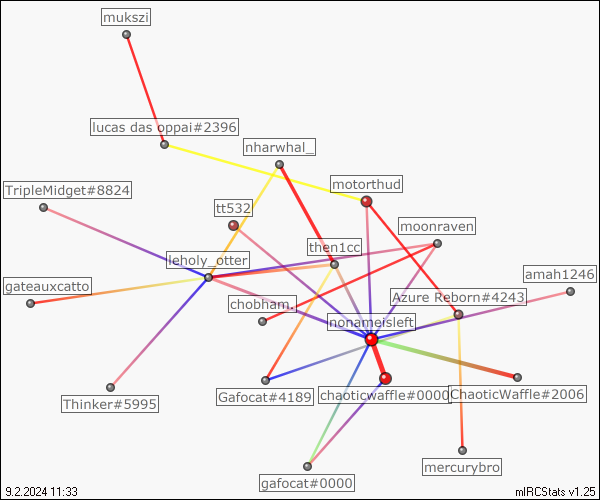 mukszi
lucas das oppai#2396
nharwhal_
TripleMidget#8824
motorthud
tt532
moonraven
then1cc
leholy_otter
amah1246
gateauxcatto
chobham.
Azure Reborn#4243
nonameisleft
Gafocat#4189
chaoticwaffle#0000
ChaoticWaffle#2006
Thinker#5995
mercurybro
gafocat#0000
9.2.2024 11:33
mIRCStats v1.25